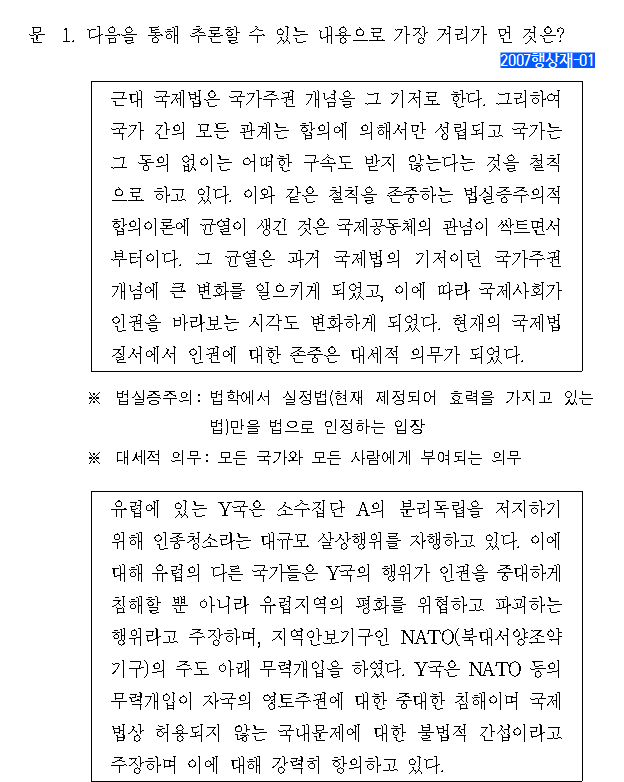 문 1. 다음을 통해 추론할 수 있는 내용으로 가장 거리가 먼 것은?
2007행상재-01
근대 국제법은 국가주권 개념을 그 기저로 한다. 그리하여
국가 간의 모든 관계는 합의에 의해서만 성립되고 국가는
그 동의 없이는 어떠한 구속도 받지 않는다는 것을 철칙
으로 하고 있다. 이와 같은 철칙을 존중하는 법실증주의적
합의이론에 균열이 생긴 것은 국제공동체의 관념이 싹트면서
부터이다. 그 균열은 과거 국제법의 기저이던 국가주권
개념에 큰 변화를 일으키게 되었고, 이에 따라 국제사회가
인권을 바라보는 시각도 변화하게 되었다. 현재의 국제법
질서에서 인권에 대한 존중은 대세적 의무가 되었다.
※ 법실증주의: 법학에서 실정법(현재 제정되어 효력을 가지고 있는
법)만을 법으로 인정하는 입장
※ 대세적 의무: 모든 국가와 모든 사람에게 부여되는 의무
유럽에 있는 Y국은 소수집단 A의 분리독립을 저지하기
위해 인종청소라는 대규모 살상행위를 자행하고 있다. 이에
대해 유럽의 다른 국가들은 Y국의 행위가 인권을 중대하게
침해할 뿐 아니라 유럽지역의 평화를 위협하고 파괴하는
행위라고 주장하며, 지역안보기구인 NATO(북대서양조약
기구)의 주도 아래 무력개입을 하였다. Y국은 NATO 등의
무력개입이 자국의 영토주권에 대한 중대한 침해이며 국제
법상 허용되지 않는 국내문제에 대한 불법적 간섭이라고
주장하며 이에 대해 강력히 항의하고 있다.